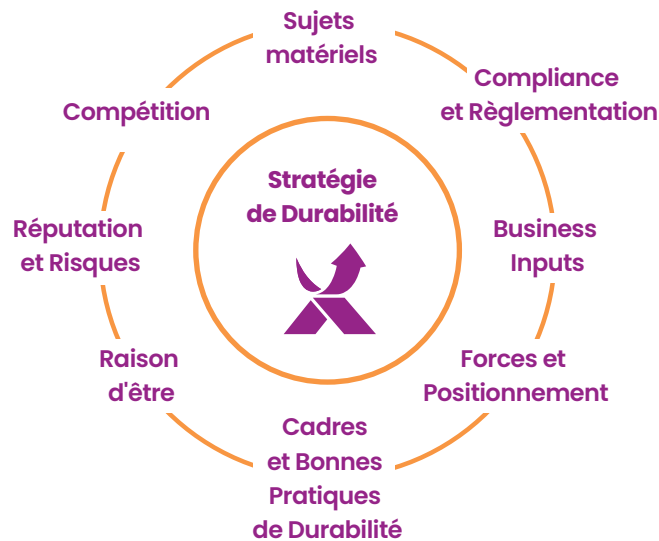 Sujets
matériels
Compliance
et Règlementation
Compétition
Stratégie
de Durabilité
Réputation
et Risques
Business
Inputs
Raison
d'être
Forces et
Positionnement
Cadres
et Bonnes
Pratiques
de Durabilité